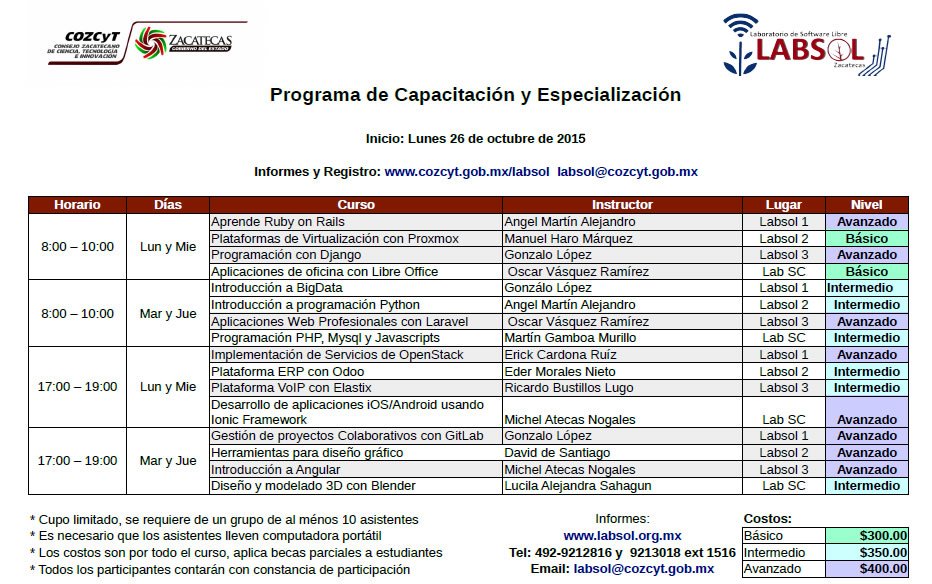 COZCyT
CONSEJO ZACATECANO
DE CIENCIA, TECNOLOGÍA
E INNOVACIÓN
ZACATECAS
GOBIERNO DEL ESTADO
Laboratorio de Software Libre
LABSOL
Zacatecas
Programa de Capacitación y Especialización
Inicio: Lunes 26 de octubre de 2015
Informes y Registro: www.cozcyt.gob.mx/labsol labsol@cozcyt.gob.mx
Horario Días Curso Instructor Lugar Nivel
8:00 – 10:00 Lun y Mie
Aprende Ruby on Rails Angel Martín Alejandro Labsol 1 Avanzado
Plataformas de Virtualización con Proxmox Manuel Haro Márquez Labsol 2 Básico
Programación con Django Gonzalo López Labsol 3 Avanzado
Aplicaciones de oficina con Libre Office Oscar Vásquez Ramírez Lab SC Básico
8:00 – 10:00 Mar y Jue
Introducción a BigData Gonzálo López Labsol 1 Intermedio
Introducción a programación Python Angel Martín Alejandro Labsol 2 Intermedio
Aplicaciones Web Profesionales con Laravel Oscar Vásquez Ramírez Labsol 3 Avanzado
Programación PHP, Mysql y Javascripts Martín Gamboa Murillo Lab SC Intermedio
17:00 – 19:00 Lun y Mie
Implementación de Servicios de OpenStack Erick Cardona Ruíz Labsol 1 Avanzado
Plataforma ERP con Odoo Eder Morales Nieto Labsol 2 Intermedio
Plataforma VoIP con Elastix Ricardo Bustillos Lugo Labsol 3 Intermedio
Desarrollo de aplicaciones iOS/Android usando
Ionic Framework Michel Atecas Nogales Lab SC Avanzado
17:00 – 19:00 Mar y Jue
Gestión de proyectos Colaborativos con GitLab Gonzalo López Labsol 1 Avanzado
Herramientas para diseño gráfico David de Santiago Labsol 2 Avanzado
Introducción a Angular Michel Atecas Nogales Labsol 3 Avanzado
Diseño y modelado 3D con Blender Lucila Alejandra Sahagun Lab SC Intermedio
* Cupo limitado, se requiere de un grupo de al ménos 10 asistentes
* Es necesario que los asistentes lleven computadora portátil
* Los costos son por todo el curso, aplica becas parciales a estudiantes
* Todos los participantes contarán con constancia de participación
Informes:
www.labsol.org.mx
Tel: 492-9212816 y 9213018 ext 1516
Email: labsol@cozcyt.gob.mx
Costos:
Básico $300.00
Intermedio $350.00
Avanzado $400.00